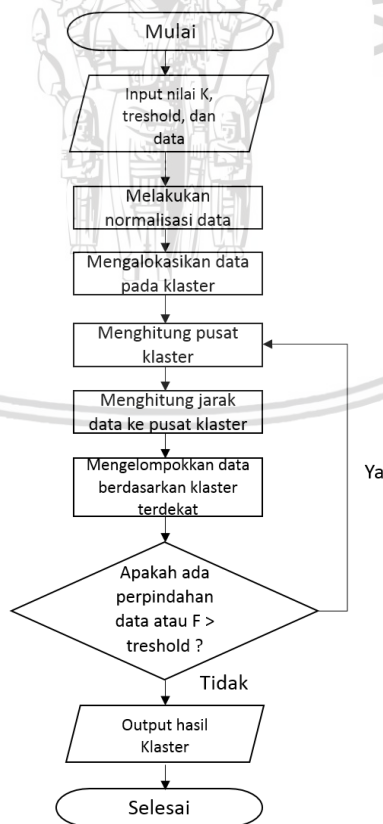 Mulai
Input nilai K,
treshold, dan
data
Melakukan
normalisasi data
Mengalokasikan data
pada klaster
Menghitung pusat
klaster
Menghitung jarak
data ke pusat klaster
Mengelompokkan data
berdasarkan klaster
terdekat
Ya
Apakah ada
perpindahan
data atau F >
treshold ?
Tidak
Output hasil
Klaster
Selesai